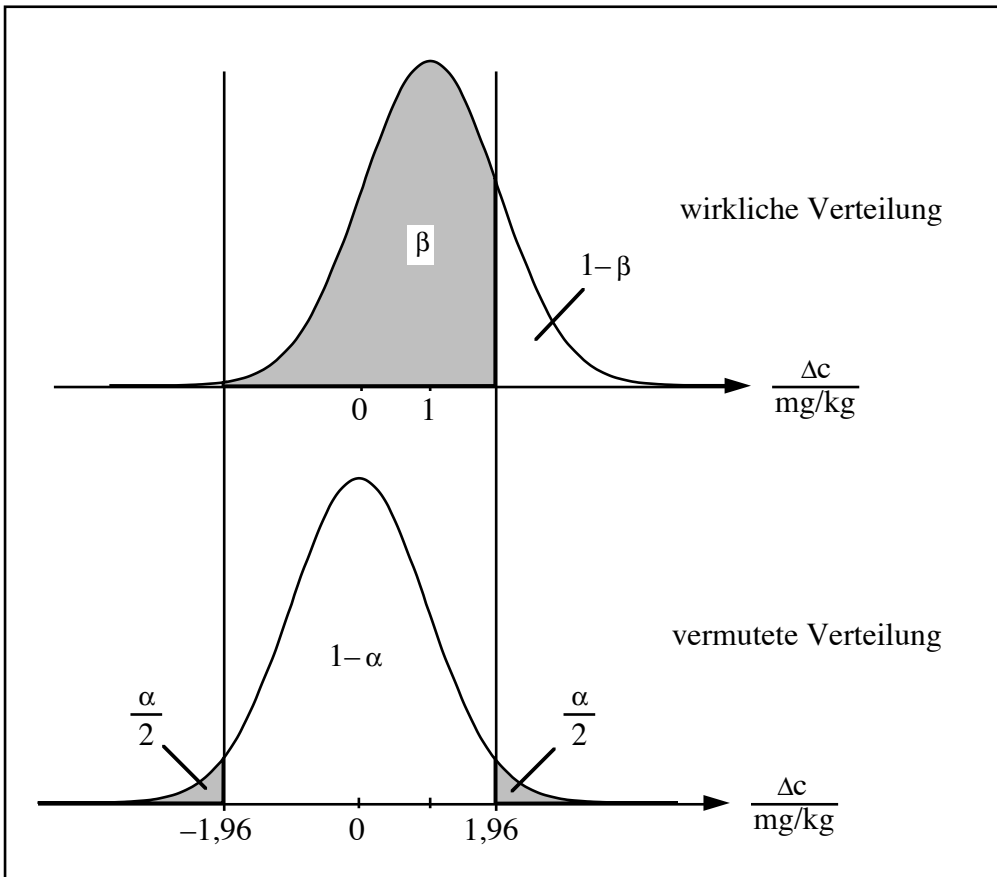 wirkliche Verteilung
β
1–β
0 1
Δc
mg/kg
1–α
vermutete Verteilung
α
2
α
2
–1,96 0 1,96
Δc
mg/kg